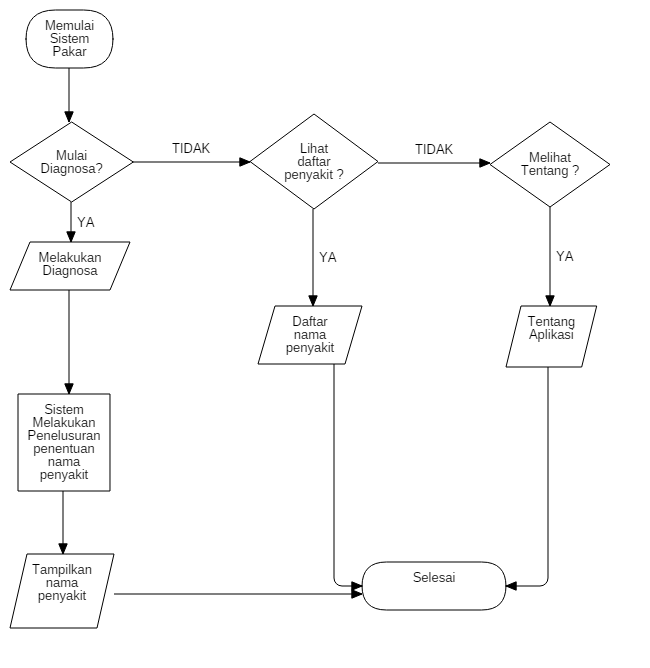 Memulai
Sistem
Pakar
Mulai
Diagnosa?
TIDAK
Lihat
daftar
penyakit ?
TIDAK
Melihat
Tentang ?
YA
YA
YA
Melakukan
Diagnosa
Daftar
nama
penyakit
Tentang
Aplikasi
Sistem
Melakukan
Penelusuran
penentuan
nama
penyakit
Tampilkan
nama
penyakit
Selesai